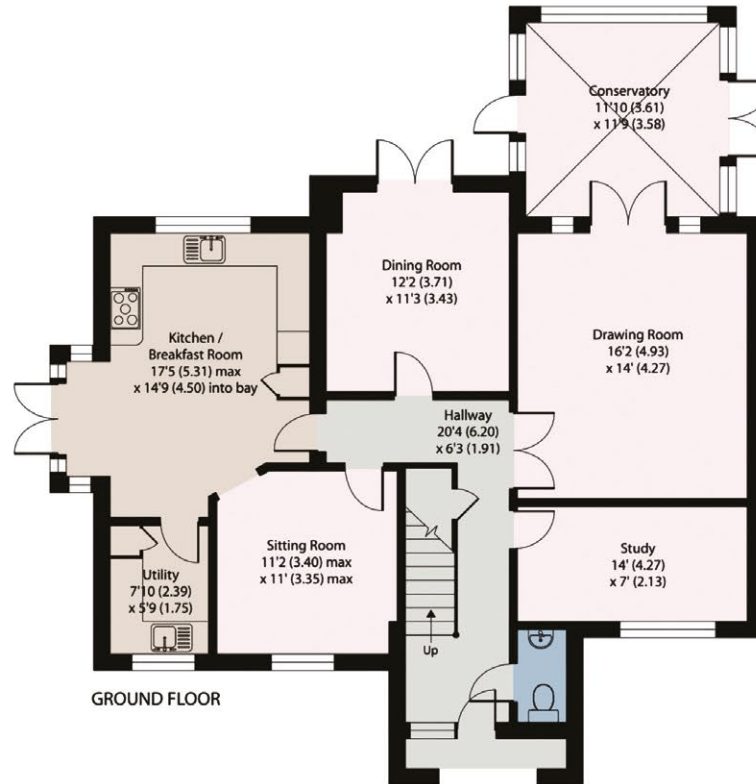 Conservatory
11'10 (3.61)
x 11'9 (3.58)
Dining Room
12'2 (3.71)
x 11'3 (3.43)
Kitchen /
Breakfast Room
17'5 (5.31) max
x 14'9 (4.50) into bay
Drawing Room
16'2 (4.93)
x 14' (4.27)
Hallway
20'4 (6.20)
x 6'3 (1.91)
Sitting Room
11'2 (3.40) max
x 11' (3.35) max
Study
14' (4.27)
x 7' (2.13)
Utility
7'10 (2.39)
x 5'9 (1.75)
Up
GROUND FLOOR